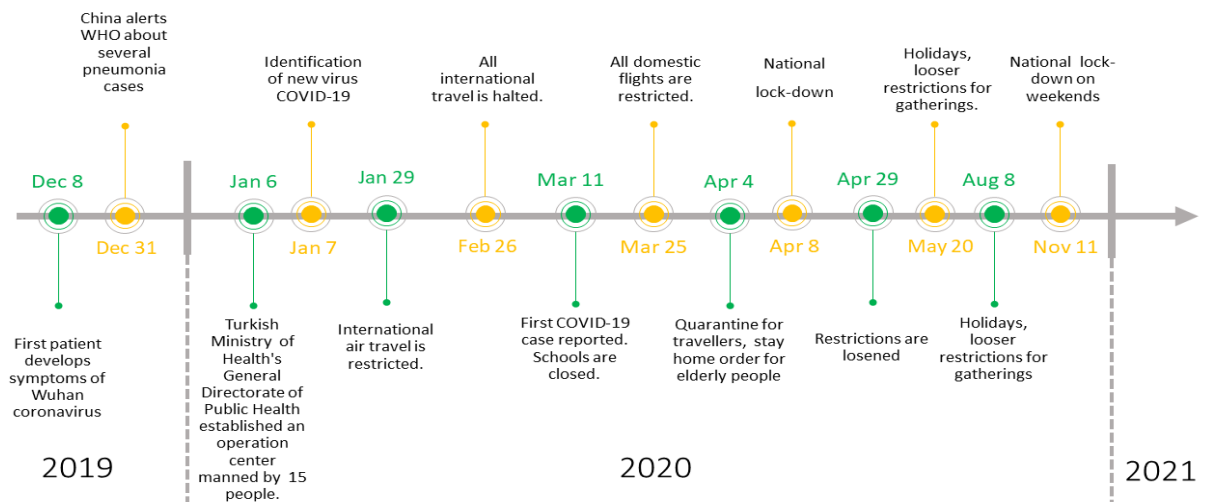 China alerts
WHO about
several
pneumonia
cases
Identification
of new virus
COVID-19
All
international
travel is halted.
All domestic
flights are
restricted.
National
lock-down
Holidays,
looser
restrictions for
gatherings.
National lock-
down on
weekends
Dec 8
Jan 6
Jan 29
Mar 11
Apr 4
Apr 29
Aug 8
Dec 31
Jan 7
Feb 26
Mar 25
Apr 8
May 20
Nov 11
First patient
develops
symptoms of
Wuhan
coronavirus
Turkish
Ministry of
Health's
General
Directorate of
Public Health
established an
operation
center
manned by 15
people.
International
air travel is
restricted.
First COVID-19
case reported.
Schools are
closed.
Quarantine for
travellers, stay
home order for
elderly people
Restrictions are
losened
Holidays,
looser
restrictions for
gatherings
2019
2020
2021